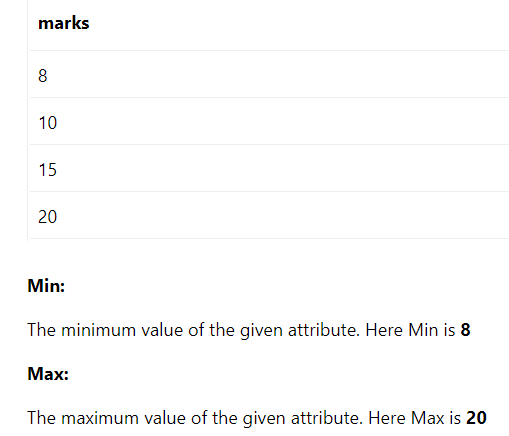 marks
8
10
15
20
Min:
The minimum value of the given attribute. Here Min is 8
Max:
The maximum value of the given attribute. Here Max is 20